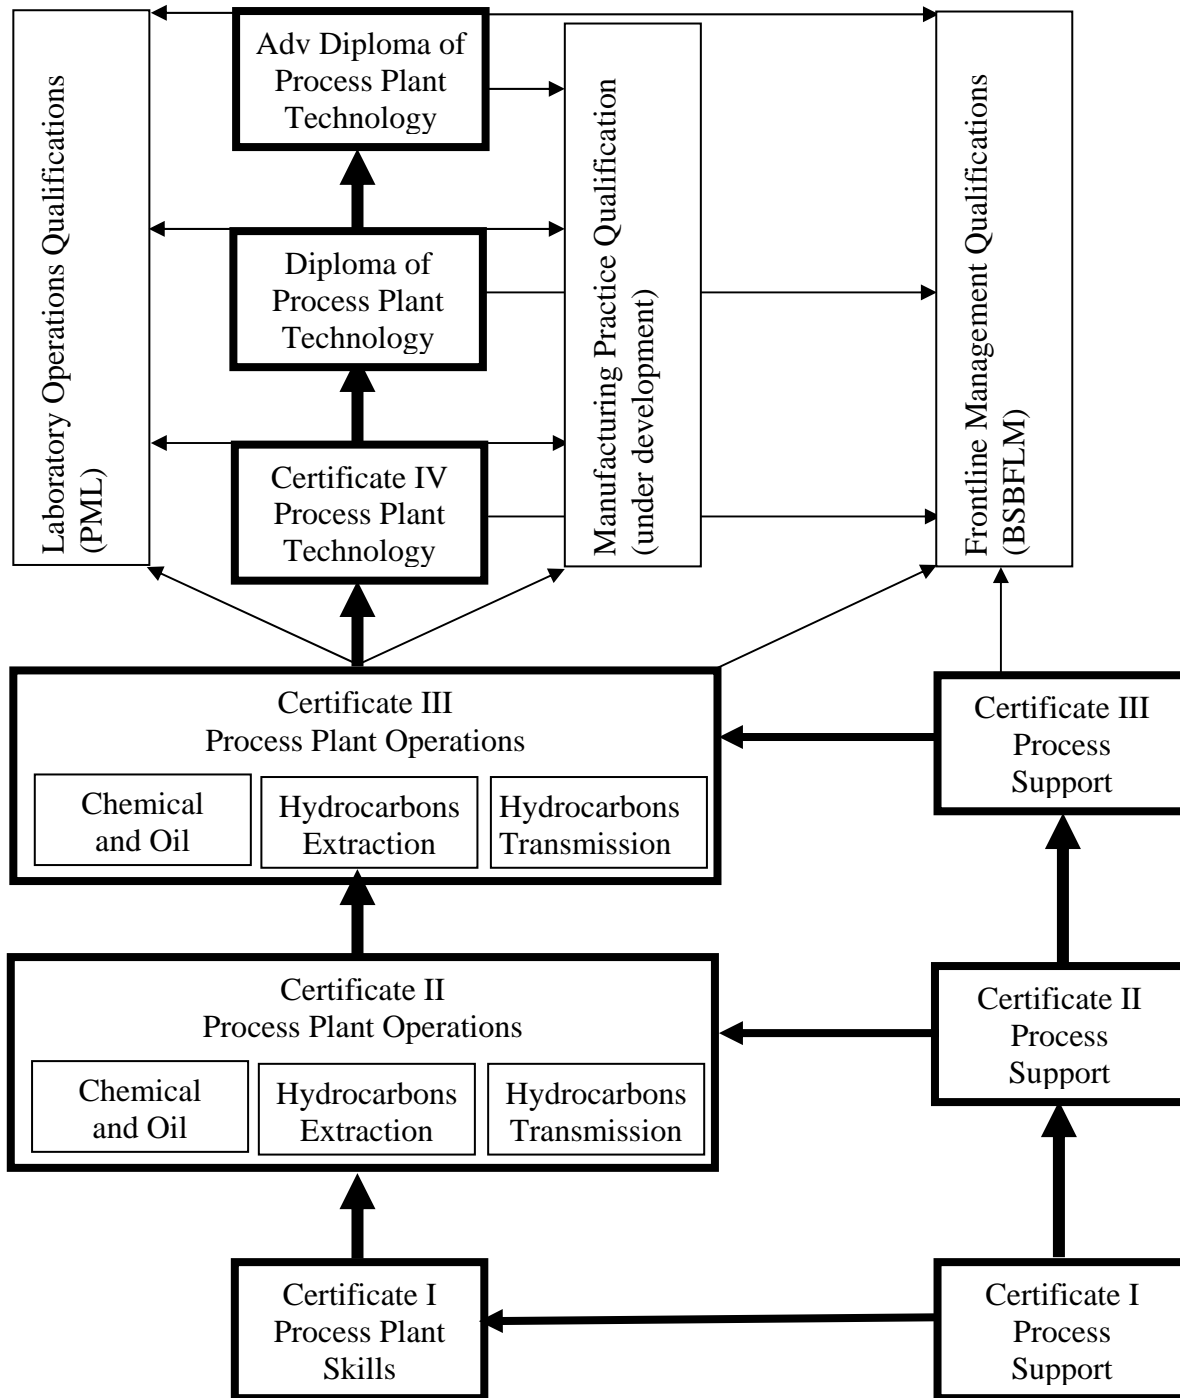 Adv Diploma of
Process Plant
Technology
Laboratory Operations Qualifications
(PML)
Manufacturing Practice Qualification
(under development)
Frontline Management Qualifications
(BSBFLM)
Diploma of
Process Plant
Technology
Certificate IV
Process Plant
Technology
Certificate III
Process Plant Operations
Chemical
and Oil
Hydrocarbons
Extraction
Hydrocarbons
Transmission
Certificate III
Process
Support
Certificate II
Process Plant Operations
Chemical
and Oil
Hydrocarbons
Extraction
Hydrocarbons
Transmission
Certificate II
Process
Support
Certificate I
Process Plant
Skills
Certificate I
Process
Support